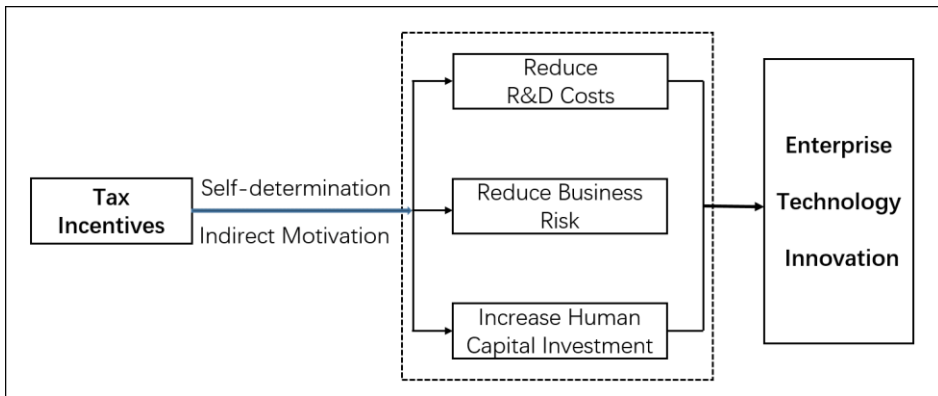 Tax
Incentives
Self-determination
Indirect Motivation
Reduce
R&D Costs
Reduce Business
Risk
Increase Human
Capital Investment
Enterprise
Technology
Innovation